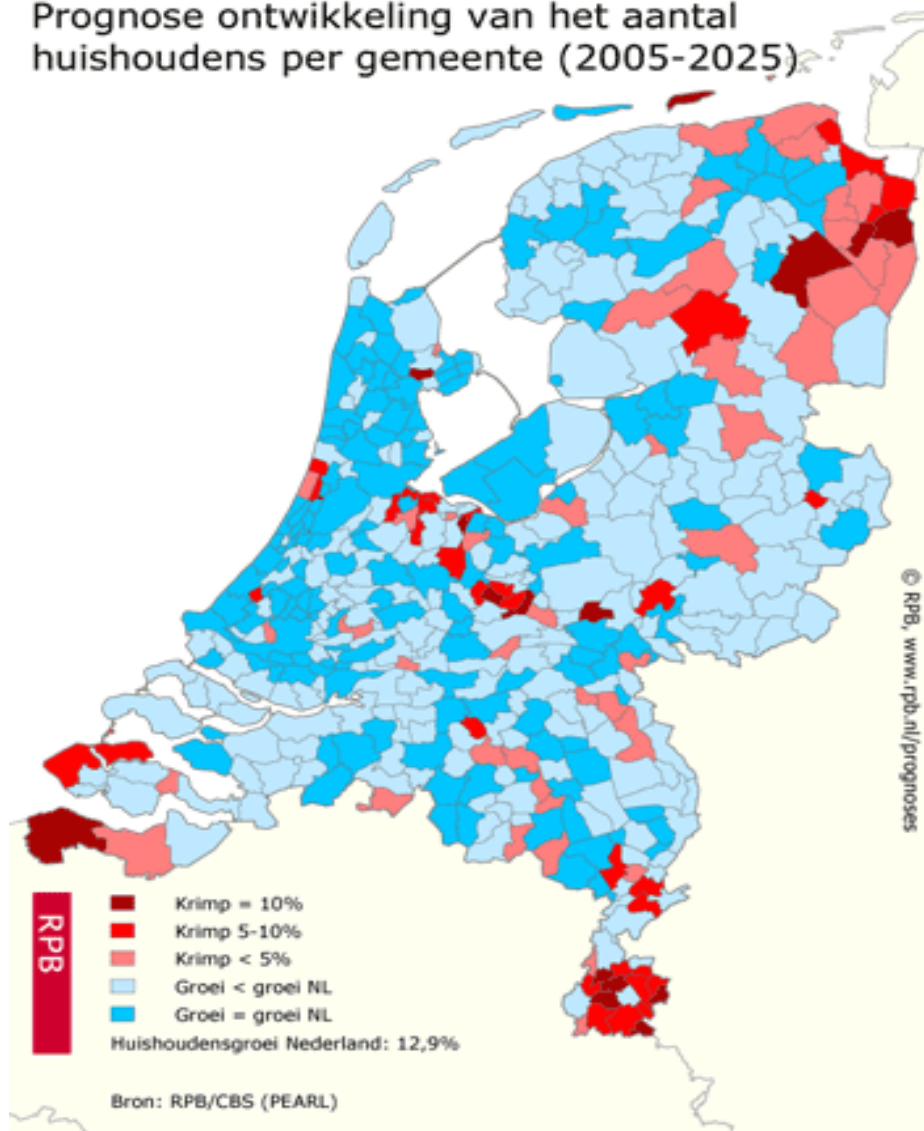 Prognose ontwikkeling van het aantal
huishoudens per gemeente (2005-2025)
© RPB, www.rpb.nl/prognoses
RPB
Krimp = 10%
Krimp 5-10%
Krimp < 5%
Groei < groei NL
Groei = groei NL
Huishoudensgroei Nederland: 12,9%
Bron: RPB/CBS (PEARL)